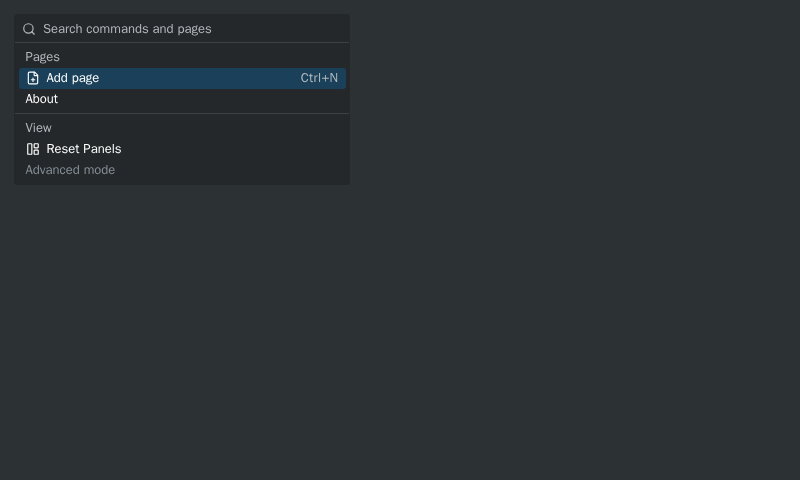 Search commands and pages
Pages
Add page Ctrl+N
About
View
Reset Panels
Advanced mode